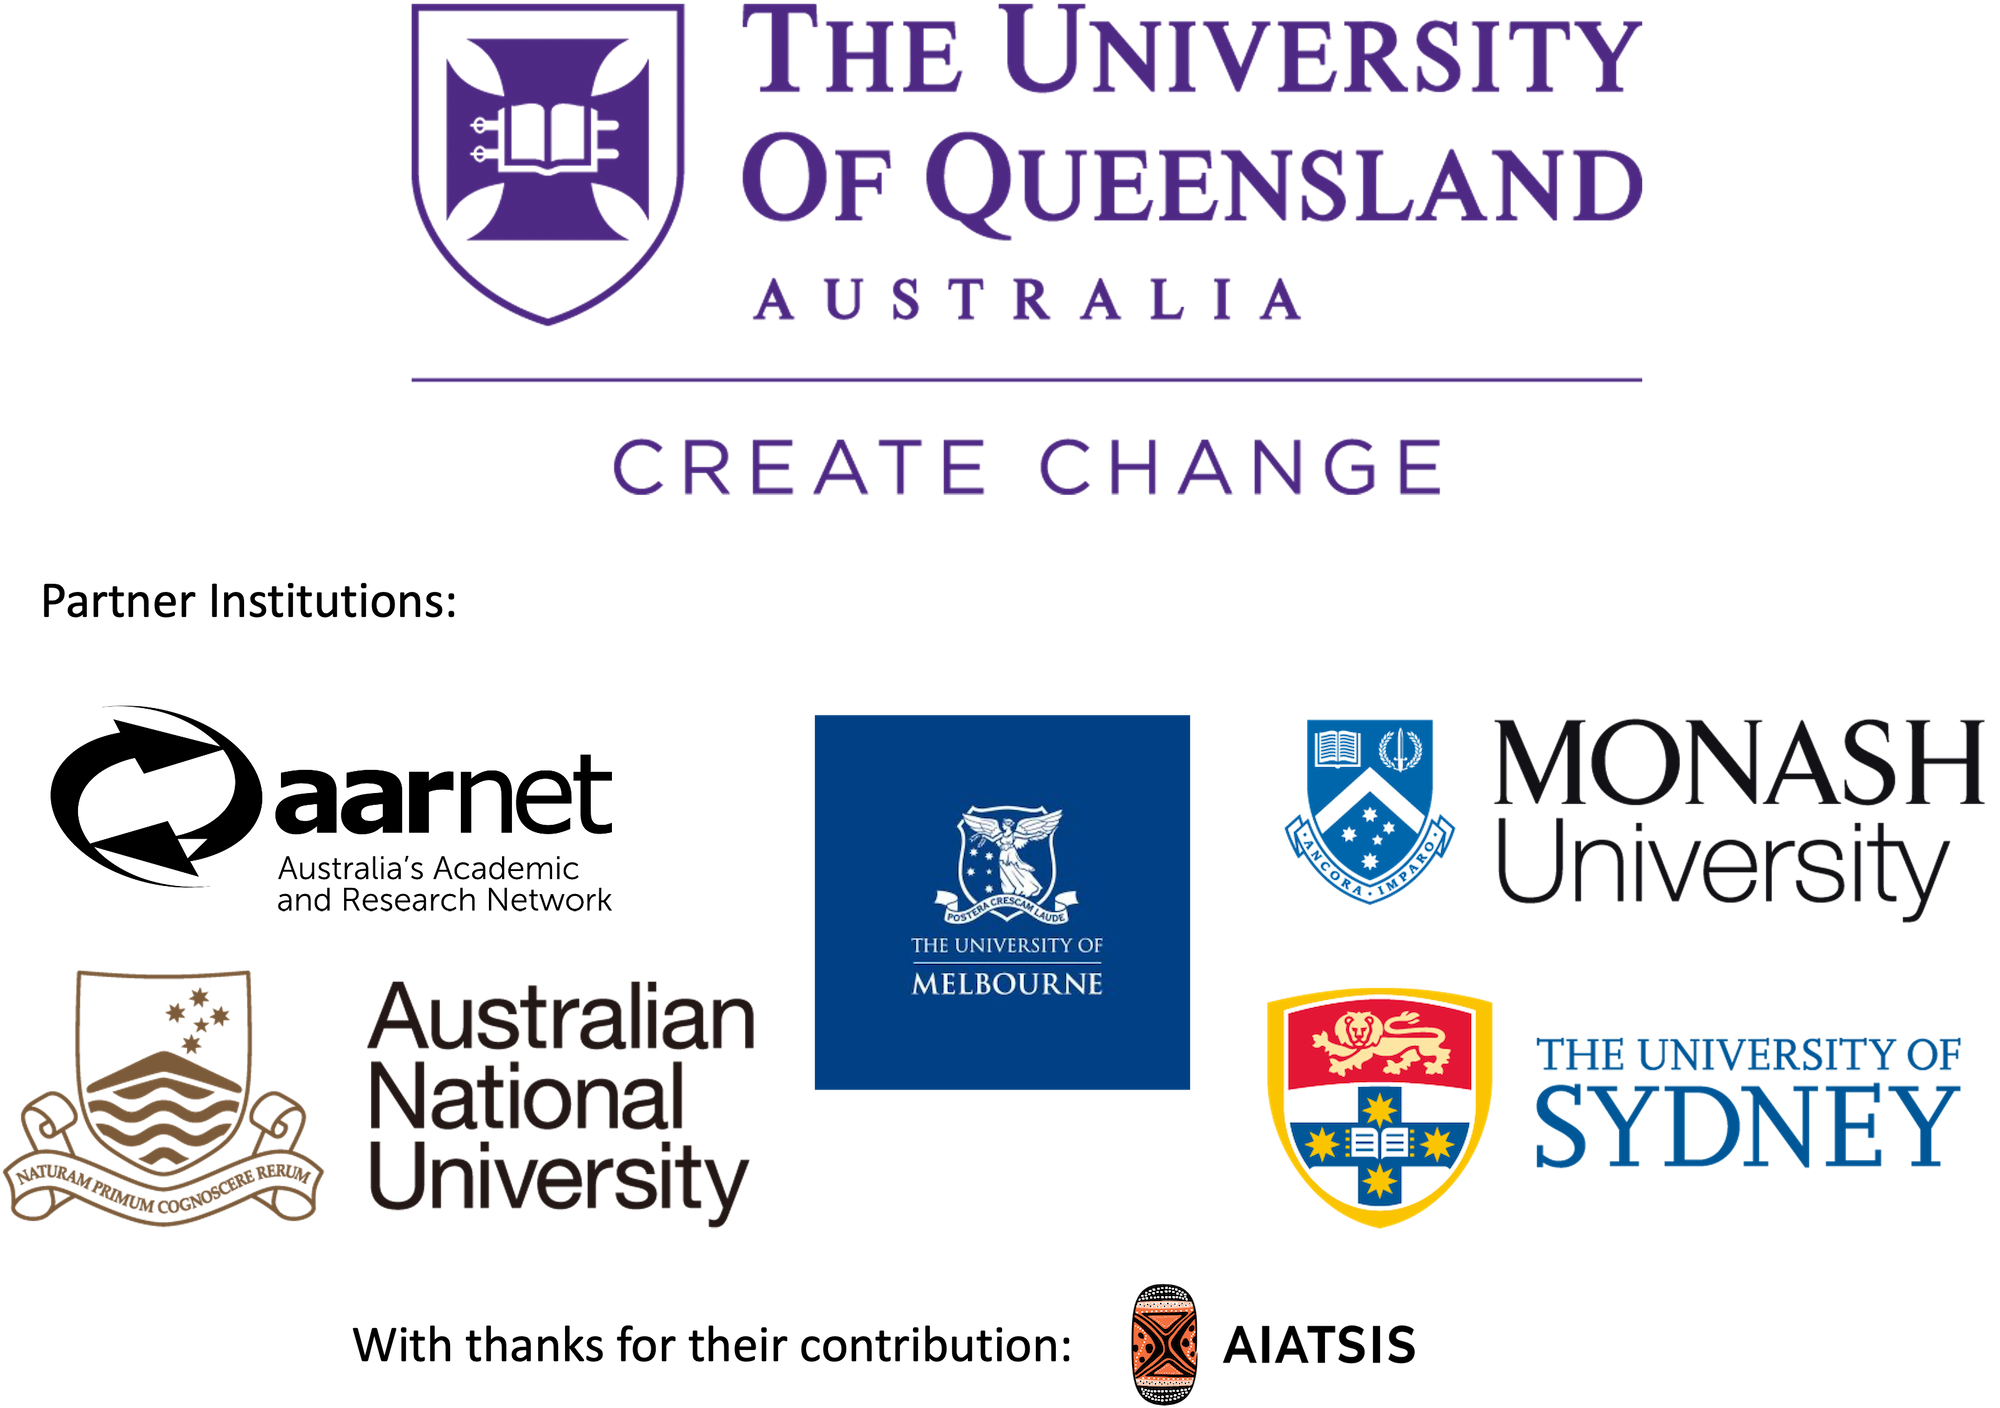 THE UNIVERSITY
OF QUEENSLAND
AUSTRALIA
CREATE CHANGE
Partner Institutions:
aarnet
Australia's Academic
and Research Network
POSTERA CRESCAM LAUDE
THE UNIVERSITY OF
MELBOURNE
ANCORA · IMPARO
MONASH
University
NATURAM PRIMUM COGNOSCERE RERUM
Australian
National
University
THE UNIVERSITY OF
SYDNEY
With thanks for their contribution:
AIATSIS